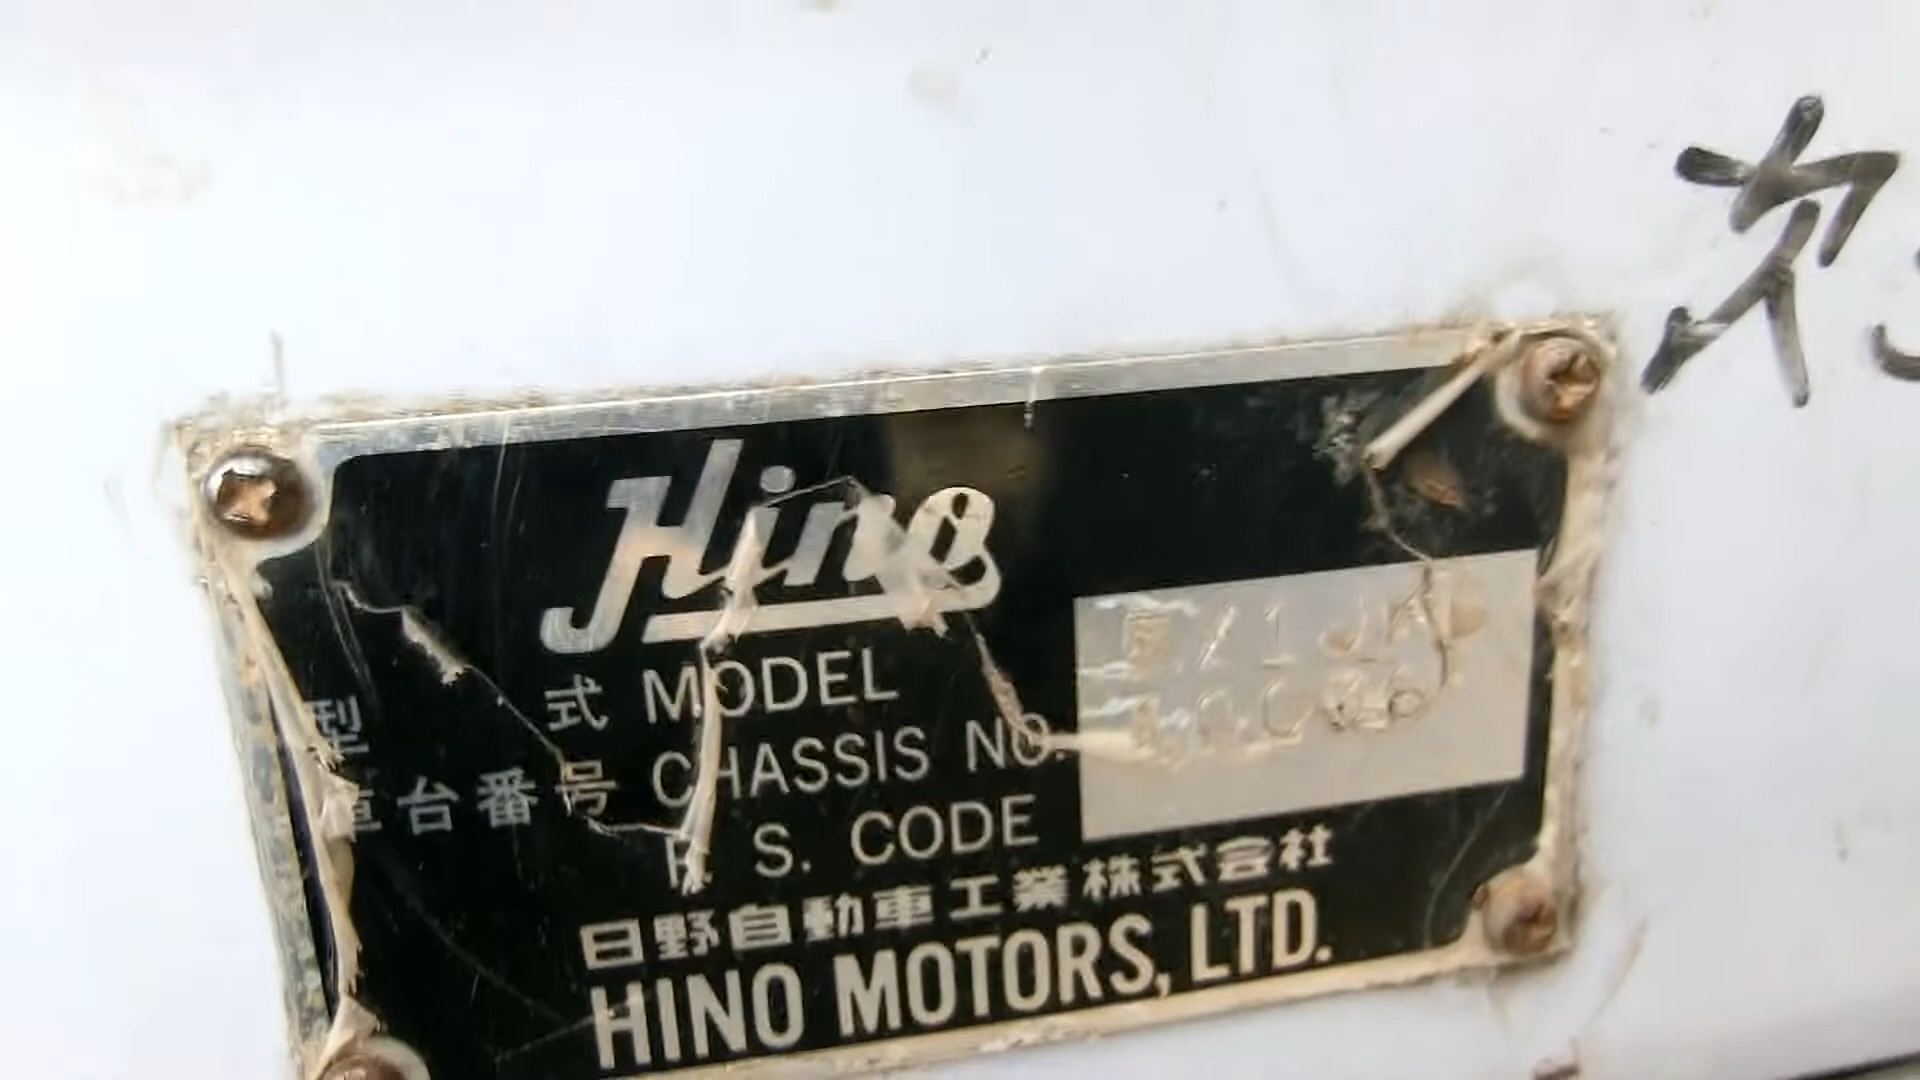 Hino
型 式 MODEL
車台番号 CHASSIS NO.
S. CODE
日野自動車工業株式会社
HINO MOTORS, LTD.